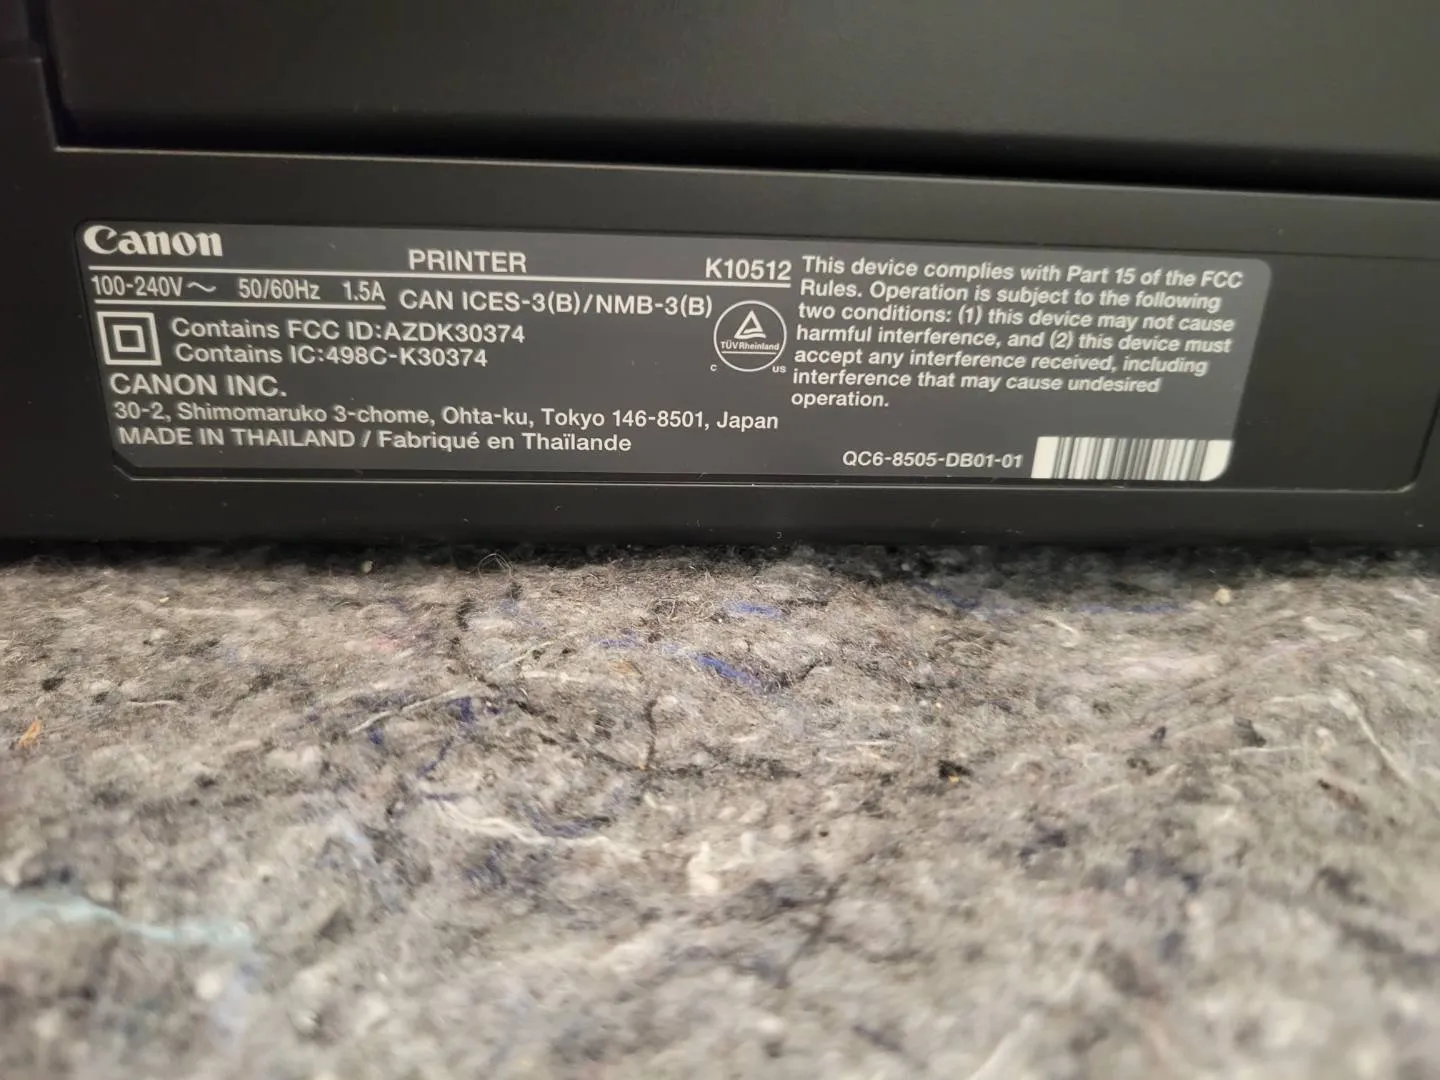 Canon
PRINTER
K10512
100-240V～ 50/60Hz 1.5A
CAN ICES-3(B)/NMB-3(B)
Contains FCC ID:AZDK30374
Contains IC:498C-K30374
TÜVRheinland
C US
CANON INC.
30-2, Shimomaruko 3-chome, Ohta-ku, Tokyo 146-8501, Japan
MADE IN THAILAND / Fabriqué en Thaïlande
This device complies with Part 15 of the FCC
Rules. Operation is subject to the following
two conditions: (1) this device may not cause
harmful interference, and (2) this device must
accept any interference received, including
interference that may cause undesired
operation.
QC6-8505-DB01-01